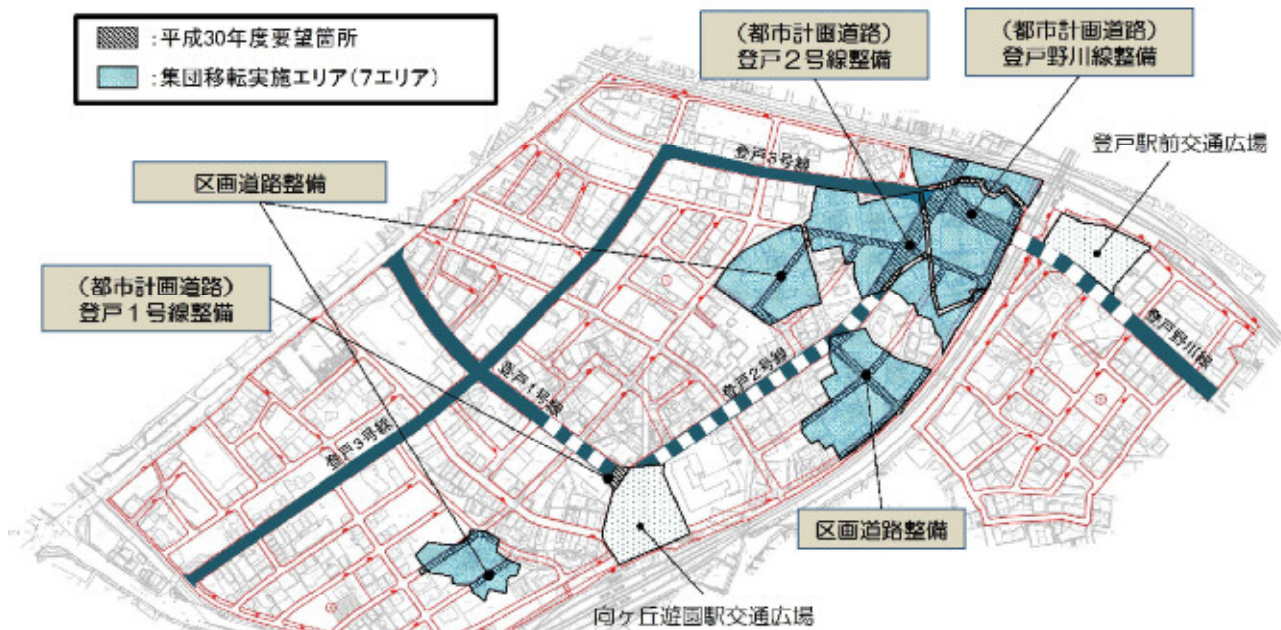 ：平成30年度要望箇所
：集団移転実施エリア(7エリア)
（都市計画道路）
登戸２号線整備
（都市計画道路）
登戸野川線整備
登戸駅前交通広場
区画道路整備
（都市計画道路）
登戸１号線整備
登戸3号線
登戸1号線
登戸2号線
登戸野川線
登戸3号線
区画道路整備
向ヶ丘遊園駅交通広場